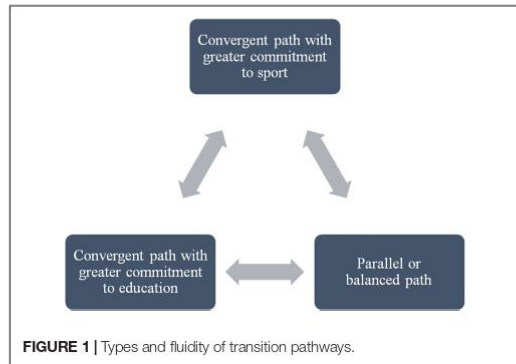 Convergent path with
greater commitment
to sport
Convergent path with
greater commitment
to education
Parallel or
balanced path
FIGURE 1 | Types and fluidity of transition pathways.